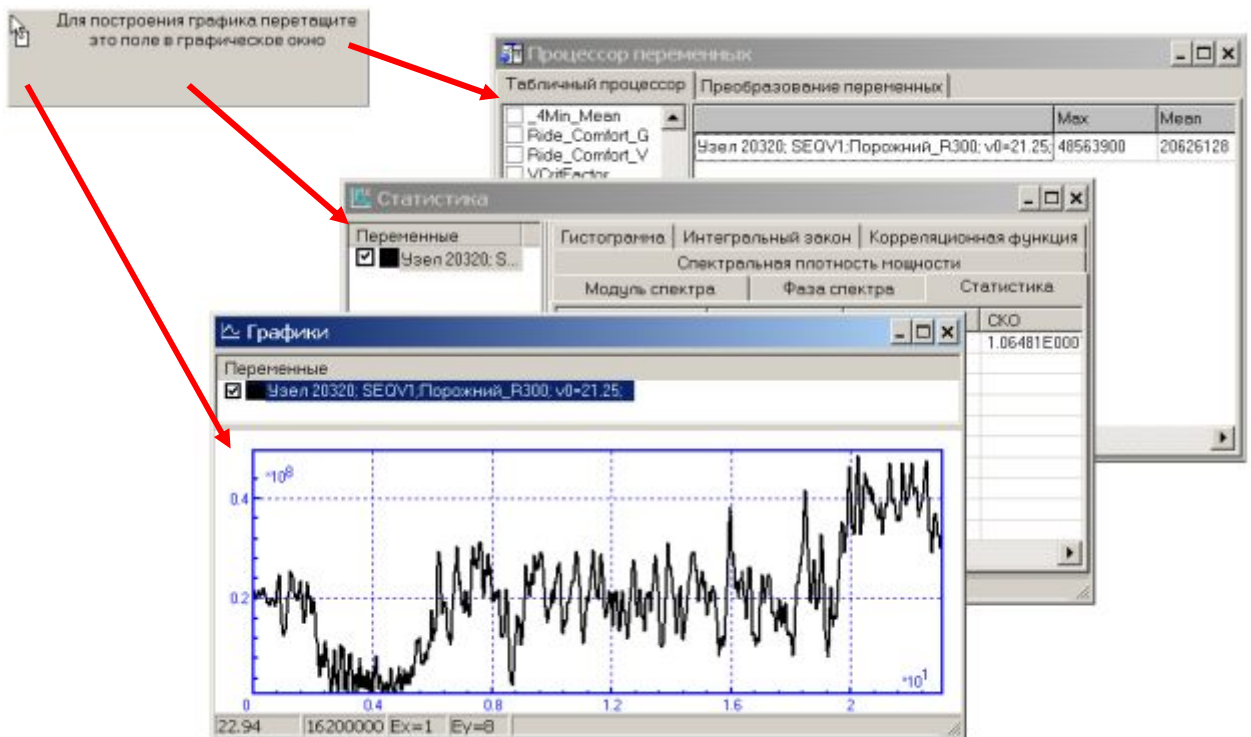 Для построения графика перетащите
это поле в графическое окно
Процессор переменных
Табличный процессор
Преобразование переменных
_4Min_Mean
Ride_Comfort_G
Ride_Comfort_V
VCritFactor
Max
Mean
Узел 20320; SEQV1;Порожний_R300; v0=21.25;
48563900
20626128
Статистика
Переменные
Узел 20320; S...
Гистограмма
Интегральный закон
Корреляционная функция
Спектральная плотность мощности
Модуль спектра
Фаза спектра
Статистика
СКО
1.06481E000
Графики
Переменные
Узел 20320; SEQV1;Порожний_R300; v0=21.25;
*10⁸
0.4
0.2
*10¹
0
0.4
0.8
1.2
1.6
2
22.94
16200000
Ex=1
Ey=8